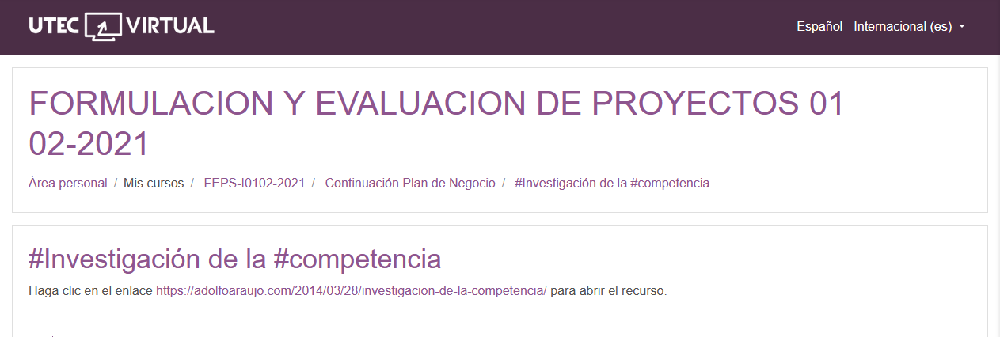 UTEC VIRTUAL
Español - Internacional (es)
FORMULACION Y EVALUACION DE PROYECTOS 01
02-2021
Área personal / Mis cursos / FEPS-I0102-2021 / Continuación Plan de Negocio / #Investigación de la #competencia
#Investigación de la #competencia
Haga clic en el enlace https://adolfoaraujo.com/2014/03/28/investigacion-de-la-competencia/ para abrir el recurso.